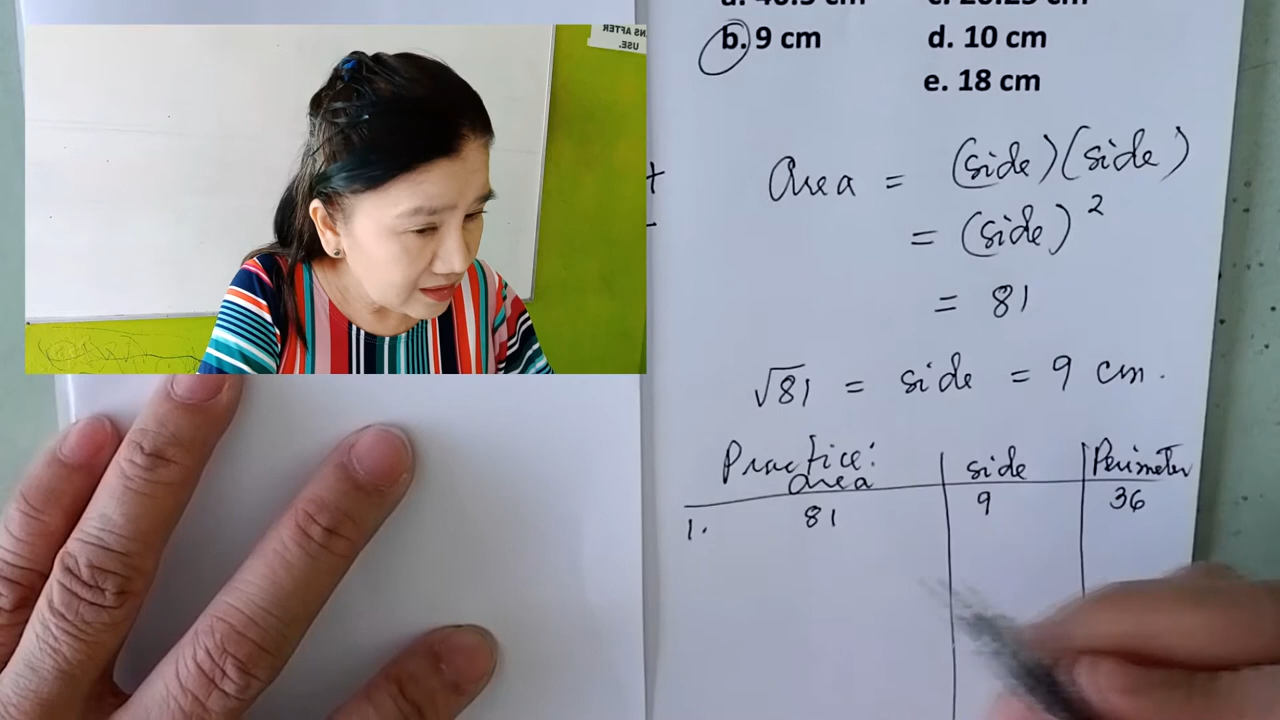 b. 9 cm d. 10 cm
e. 18 cm
Area = (side)(side)
= (side)²
= 81
√81 = side = 9 cm.
Practice:
area side Perimeter
1. 81 9 36